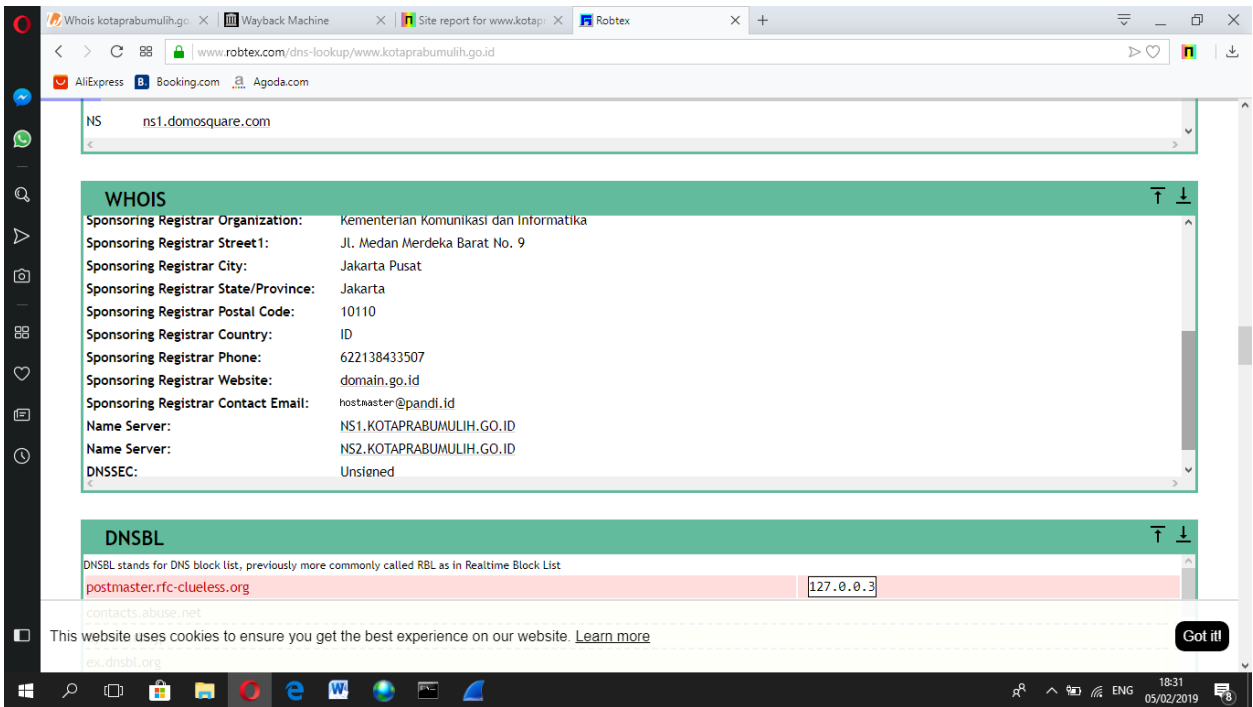 Whois kotaprabumulih.go.
Wayback Machine
Site report for www.kotapr
Robtex
www.robtex.com/dns-lookup/www.kotaprabumulih.go.id
AliExpress
B. Booking.com
a Agoda.com
NS ns1.domosquare.com
WHOIS
Sponsoring Registrar Organization: Kementerian Komunikasi dan Informatika
Sponsoring Registrar Street1: Jl. Medan Merdeka Barat No. 9
Sponsoring Registrar City: Jakarta Pusat
Sponsoring Registrar State/Province: Jakarta
Sponsoring Registrar Postal Code: 10110
Sponsoring Registrar Country: ID
Sponsoring Registrar Phone: 622138433507
Sponsoring Registrar Website: domain.go.id
Sponsoring Registrar Contact Email: hostmaster@pandi.id
Name Server: NS1.KOTAPRABUMULIH.GO.ID
Name Server: NS2.KOTAPRABUMULIH.GO.ID
DNSSEC: Unsigned
DNSBL
DNSBL stands for DNS block list, previously more commonly called RBL as in Realtime Block List
postmaster.rfc-clueless.org 127.0.0.3
contacts.abuse.net
This website uses cookies to ensure you get the best experience on our website. Learn more
Got it!
ex.dnsbl.org
ENG
18:31
05/02/2019
8